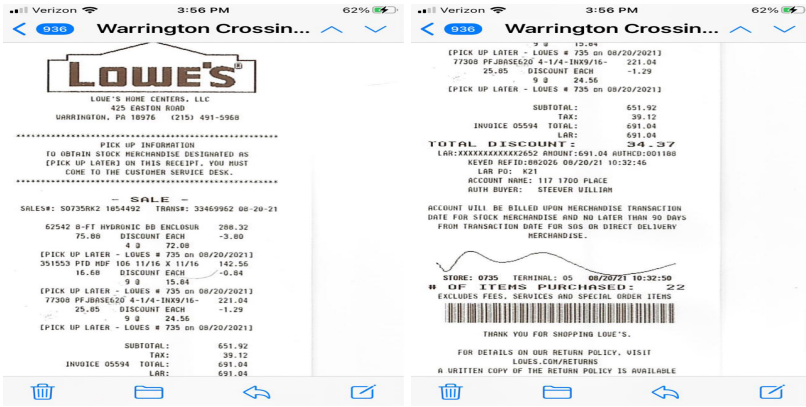 Verizon 3:56 PM 62%
936 Warrington Crossin...
LOWE'S
LOWE'S HOME CENTERS, LLC
425 EASTON ROAD
WARRINGTON, PA 18976 (215) 491-5960
PICK UP INFORMATION
TO OBTAIN STOCK MERCHANDISE DESIGNATED AS
[PICK UP LATER] ON THIS RECEIPT, YOU MUST
COME TO THE CUSTOMER SERVICE DESK.
- SALE -
SALES#: S0735RK2 1854492 TRANS#: 33469962 08-20-21
62542 8-FT HYDRONIC BB ENCLOSUR 288.32
75.88 DISCOUNT EACH -3.80
4 @ 72.08
[PICK UP LATER - LOWES # 735 on 08/20/2021]
351553 PTD MDF 106 11/16 X 11/16 142.56
16.68 DISCOUNT EACH -0.84
9 @ 15.84
[PICK UP LATER - LOWES # 735 on 08/20/2021]
77308 PFJBASE620 4-1/4-INX9/16- 221.04
25.85 DISCOUNT EACH -1.29
9 @ 24.56
[PICK UP LATER - LOWES # 735 on 08/20/2021]
SUBTOTAL: 651.92
TAX: 39.12
INVOICE 05594 TOTAL: 691.04
LAR: 691.04
Verizon 3:56 PM 62%
936 Warrington Crossin...
9 @ 15.84
[PICK UP LATER - LOWES # 735 on 08/20/2021]
77308 PFJBASE620 4-1/4-INX9/16- 221.04
25.85 DISCOUNT EACH -1.29
9 @ 24.56
[PICK UP LATER - LOWES # 735 on 08/20/2021]
SUBTOTAL: 651.92
TAX: 39.12
INVOICE 05594 TOTAL: 691.04
LAR: 691.04
TOTAL DISCOUNT: 34.37
LAR:XXXXXXXXXXXX2652 AMOUNT:691.04 AUTHCD:001188
KEYED REFID:082026 08/20/21 10:32:46
LAR PO: K21
ACCOUNT NAME: 117 1700 PLACE
AUTH BUYER: STEEVER WILLIAM
ACCOUNT WILL BE BILLED UPON MERCHANDISE TRANSACTION
DATE FOR STOCK MERCHANDISE AND NO LATER THAN 90 DAYS
FROM TRANSACTION DATE FOR SOS OR DIRECT DELIVERY
MERCHANDISE.
STORE: 0735 TERMINAL: 05 08/20/21 10:32:50
# OF ITEMS PURCHASED: 22
EXCLUDES FEES, SERVICES AND SPECIAL ORDER ITEMS
THANK YOU FOR SHOPPING LOWE'S.
FOR DETAILS ON OUR RETURN POLICY, VISIT
LOWES.COM/RETURNS
A WRITTEN COPY OF THE RETURN POLICY IS AVAILABLE